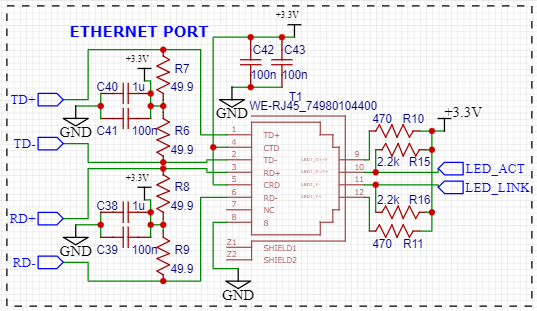 ETHERNET PORT
+3.3V
C42
C43
100n
100n
+3.3V
R7
49.9
C40
1u
TD+
GND
C41
100n
R6
49.9
TD-
GND
T1
WE-RJ45_74980104400
1
TD+
4
CTD
2
TD-
3
RD+
5
CRD
6
RD-
7
NC
8
8
Z1
SHIELD1
Z2
SHIELD2
9
10
11
12
470
R10
+3.3V
2.2k
R15
LED_ACT
LED_LINK
2.2k
R16
470
R11
+3.3V
R8
49.9
C38
1u
RD+
GND
C39
100n
R9
49.9
RD-
GND